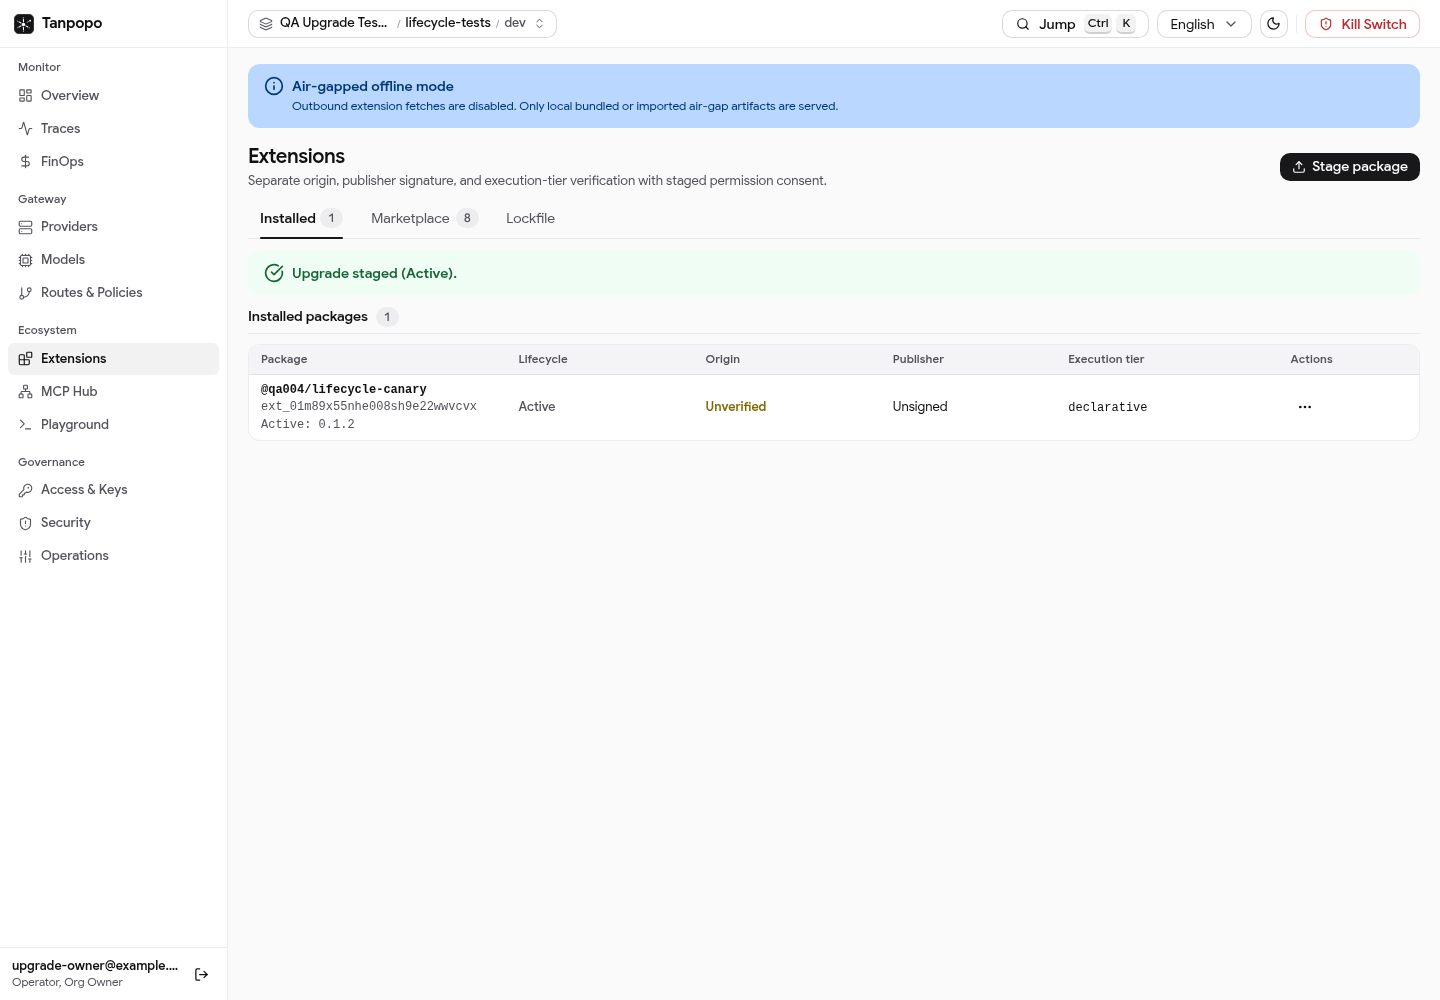 Tanpopo
QA Upgrade Tes... / lifecycle-tests / dev
Jump Ctrl K
English
Kill Switch
Monitor
Overview
Traces
FinOps
Gateway
Providers
Models
Routes & Policies
Ecosystem
Extensions
MCP Hub
Playground
Governance
Access & Keys
Security
Operations
upgrade-owner@example....
Operator, Org Owner
Air-gapped offline mode
Outbound extension fetches are disabled. Only local bundled or imported air-gap artifacts are served.
Extensions
Separate origin, publisher signature, and execution-tier verification with staged permission consent.
Stage package
Installed 1 Marketplace 8 Lockfile
Upgrade staged (Active).
Installed packages 1
Package Lifecycle Origin Publisher Execution tier Actions
@qa004/lifecycle-canary
ext_01m89x55nhe008sh9e22wwvcvx Active Unverified Unsigned declarative
Active: 0.1.2